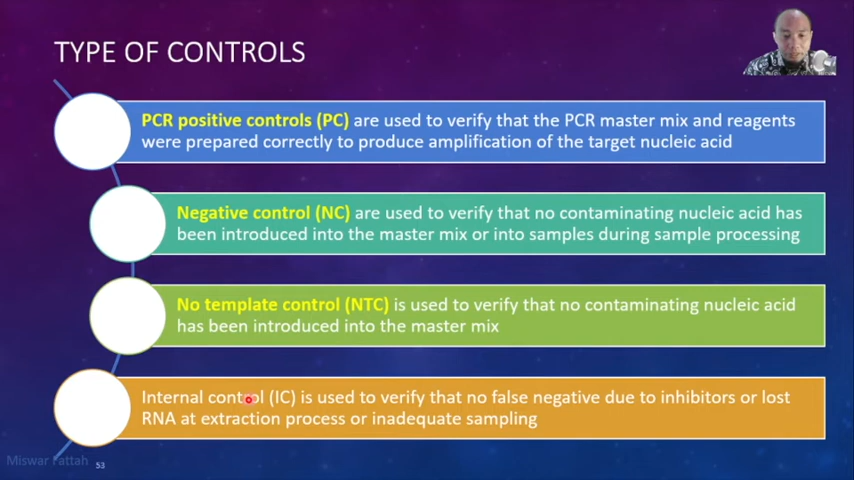 TYPE OF CONTROLS
PCR positive controls (PC) are used to verify that the PCR master mix and reagents
were prepared correctly to produce amplification of the target nucleic acid
Negative control (NC) are used to verify that no contaminating nucleic acid has
been introduced into the master mix or into samples during sample processing
No template control (NTC) is used to verify that no contaminating nucleic acid
has been introduced into the master mix
Internal control (IC) is used to verify that no false negative due to inhibitors or lost
RNA at extraction process or inadequate sampling
Miswar Fattah
53